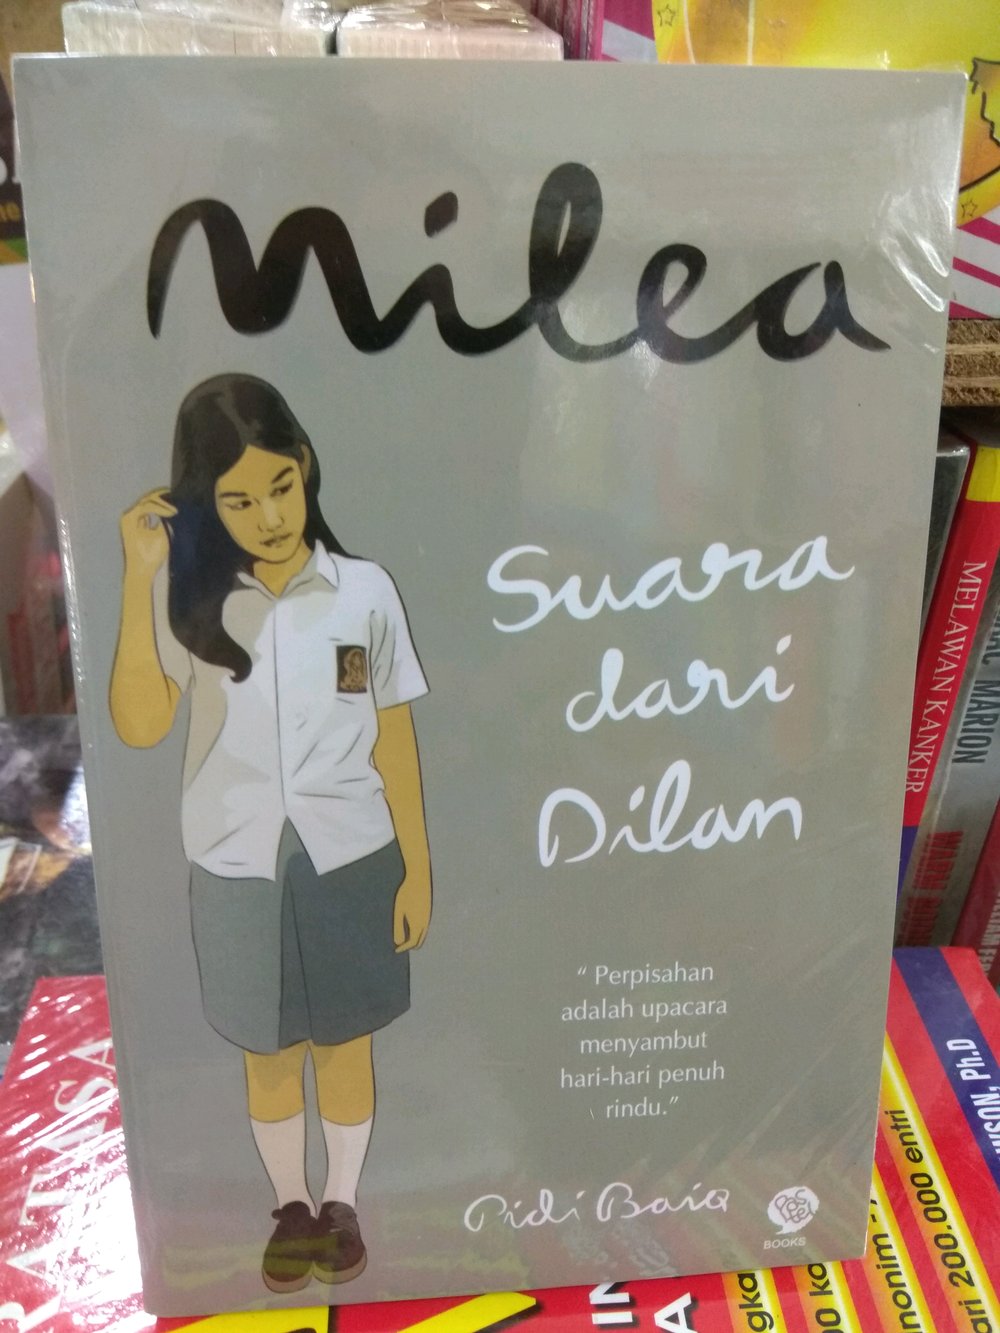 Milea
Suara
dari
Dilan
“ Perpisahan
adalah upacara
menyambut
hari-hari penuh
rindu.”
Pidi Baiq
BOOKS
MELAWAN KANKER
MARION
Ph.D
200.000 entri